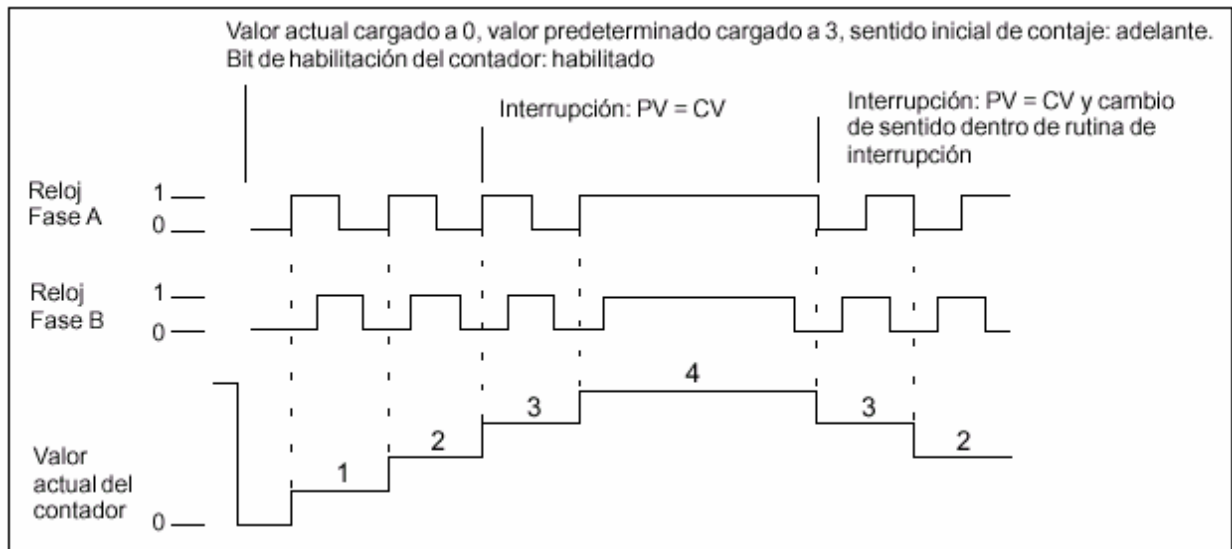 Valor actual cargado a 0, valor predeterminado cargado a 3, sentido inicial de contaje: adelante.
Bit de habilitación del contador: habilitado
Interrupción: PV = CV
Interrupción: PV = CV y cambio
de sentido dentro de rutina de
interrupción
Reloj
Fase A
1
0
Reloj
Fase B
1
0
4
3
3
2
2
1
Valor
actual del
contador
0